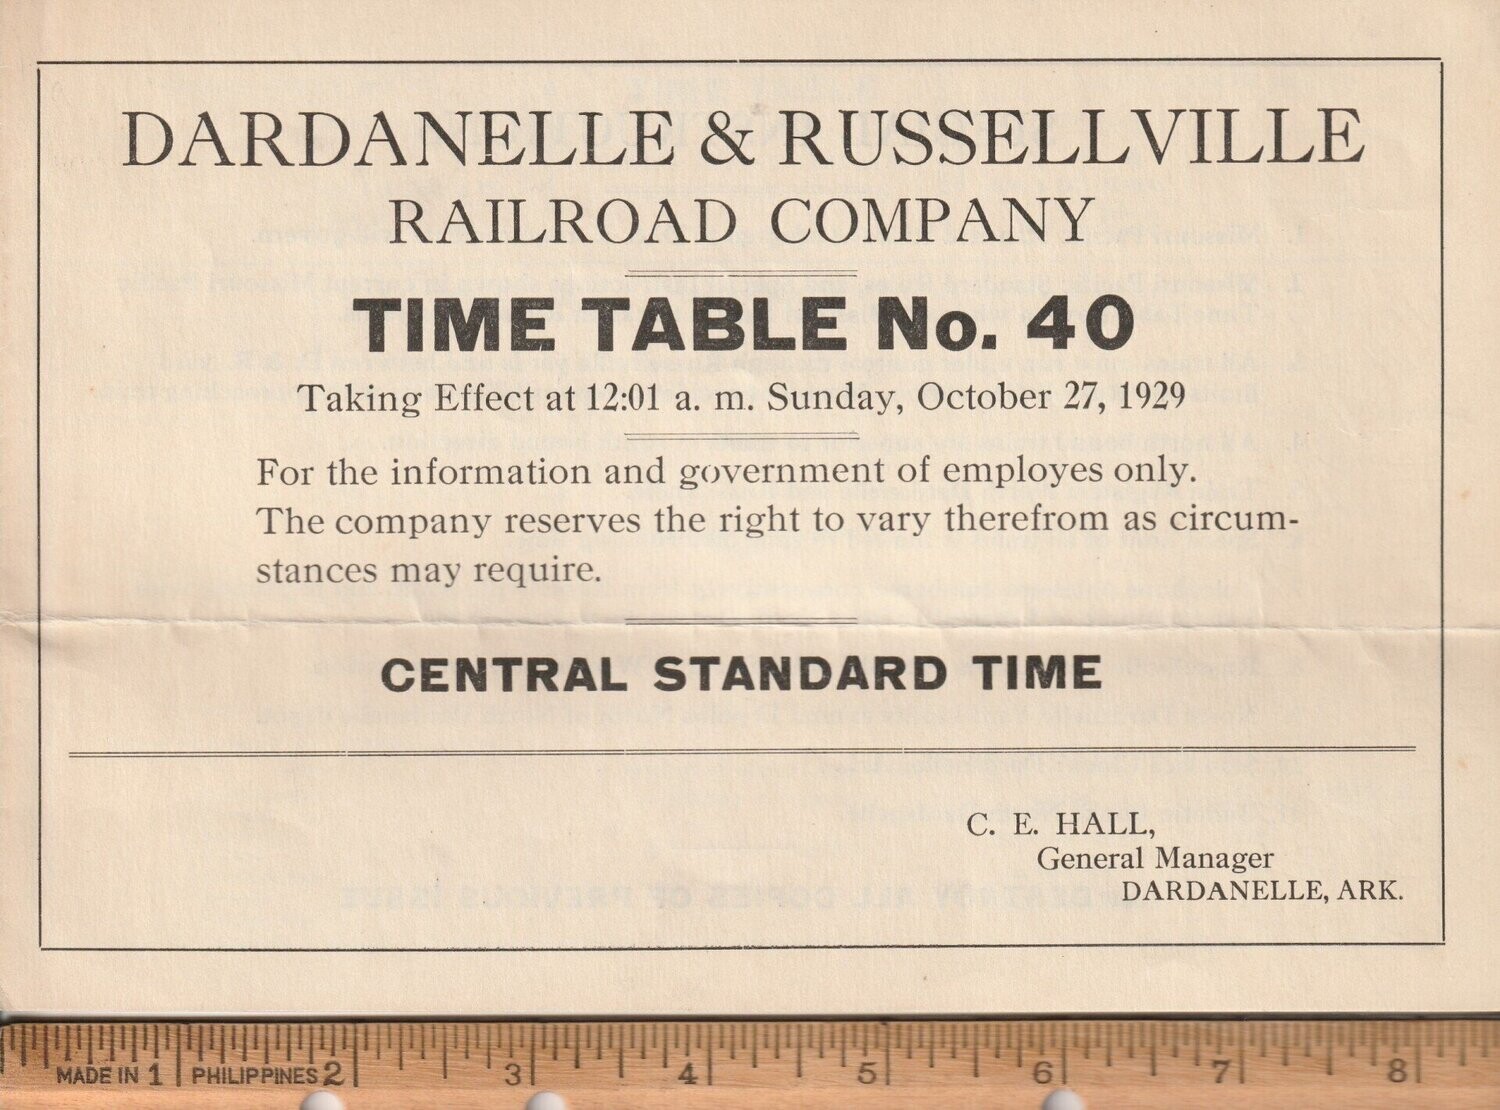 DARDANELLE & RUSSELLVILLE
RAILROAD COMPANY
TIME TABLE No. 40
Taking Effect at 12:01 a. m. Sunday, October 27, 1929
For the information and government of employes only.
The company reserves the right to vary therefrom as circum-
stances may require.
CENTRAL STANDARD TIME
C. E. HALL,
General Manager
DARDANELLE, ARK.
MADE IN 1 PHILIPPINES 2 3 4 5 6 7 8